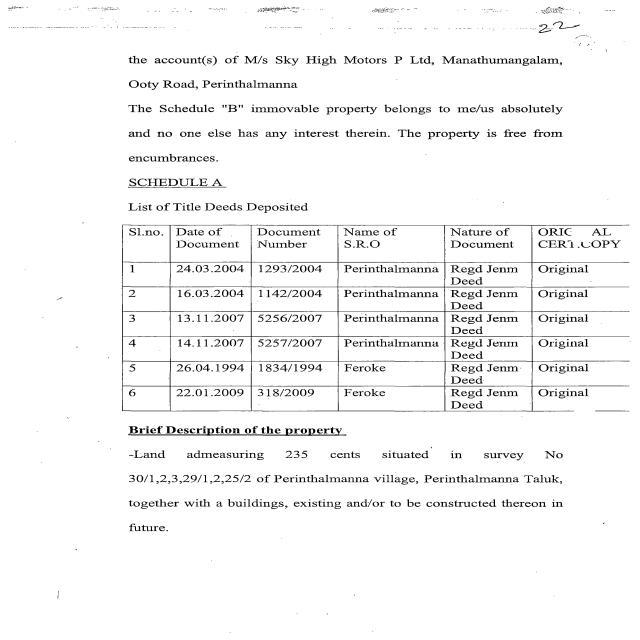 22
the account(s) of M/s Sky High Motors P Ltd, Manathumangalam,
Ooty Road, Perinthalmanna
The Schedule "B" immovable property belongs to me/us absolutely
and no one else has any interest therein. The property is free from
encumbrances.
SCHEDULE A
List of Title Deeds Deposited
Sl.no. Date of Document Name of Nature of ORIC AL
Document Number S.R.O Document CERT.COPY
1 24.03.2004 1293/2004 Perinthalmanna Regd Jenm Original
Deed
2 16.03.2004 1142/2004 Perinthalmanna Regd Jenm Original
Deed
3 13.11.2007 5256/2007 Perinthalmanna Regd Jenm Original
Deed
4 14.11.2007 5257/2007 Perinthalmanna Regd Jenm Original
Deed
5 26.04.1994 1834/1994 Feroke Regd Jenm Original
Deed
6 22.01.2009 318/2009 Feroke Regd Jenm Original
Deed
Brief Description of the property
-Land admeasuring 235 cents situated in survey No
30/1,2,3,29/1,2,25/2 of Perinthalmanna village, Perinthalmanna Taluk,
together with a buildings, existing and/or to be constructed thereon in
future.